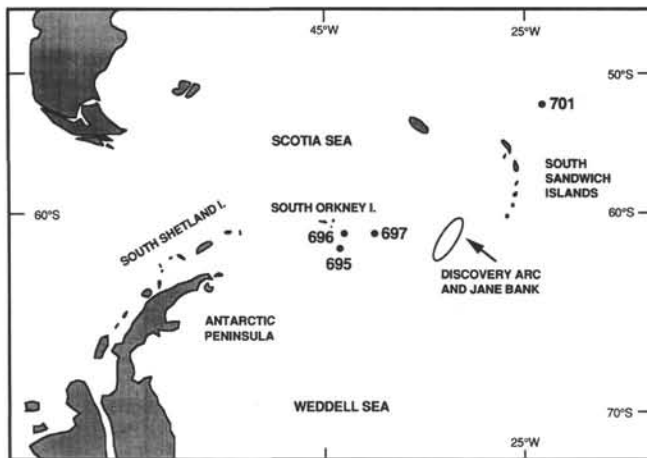 45°W
25°W
50°S
701
SCOTIA SEA
SOUTH
SANDWICH
ISLANDS
SOUTH SHETLAND I.
60°S
SOUTH ORKNEY I.
60°S
696
697
695
DISCOVERY ARC
AND JANE BANK
ANTARCTIC
PENINSULA
WEDDELL SEA
70°S
25°W